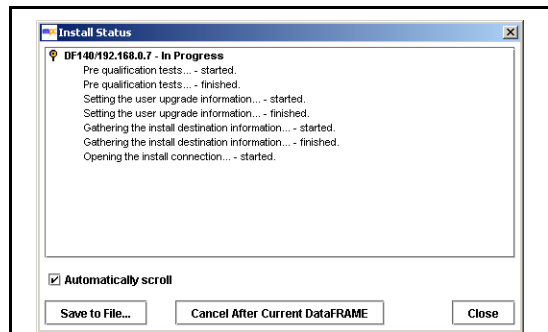 Install Status
DF140/192.168.0.7 - In Progress
Pre qualification tests... - started.
Pre qualification tests... - finished.
Setting the user upgrade information... - started.
Setting the user upgrade information... - finished.
Gathering the install destination information... - started.
Gathering the install destination information... - finished.
Opening the install connection... - started.
Automatically scroll
Save to File... Cancel After Current DataFRAME Close